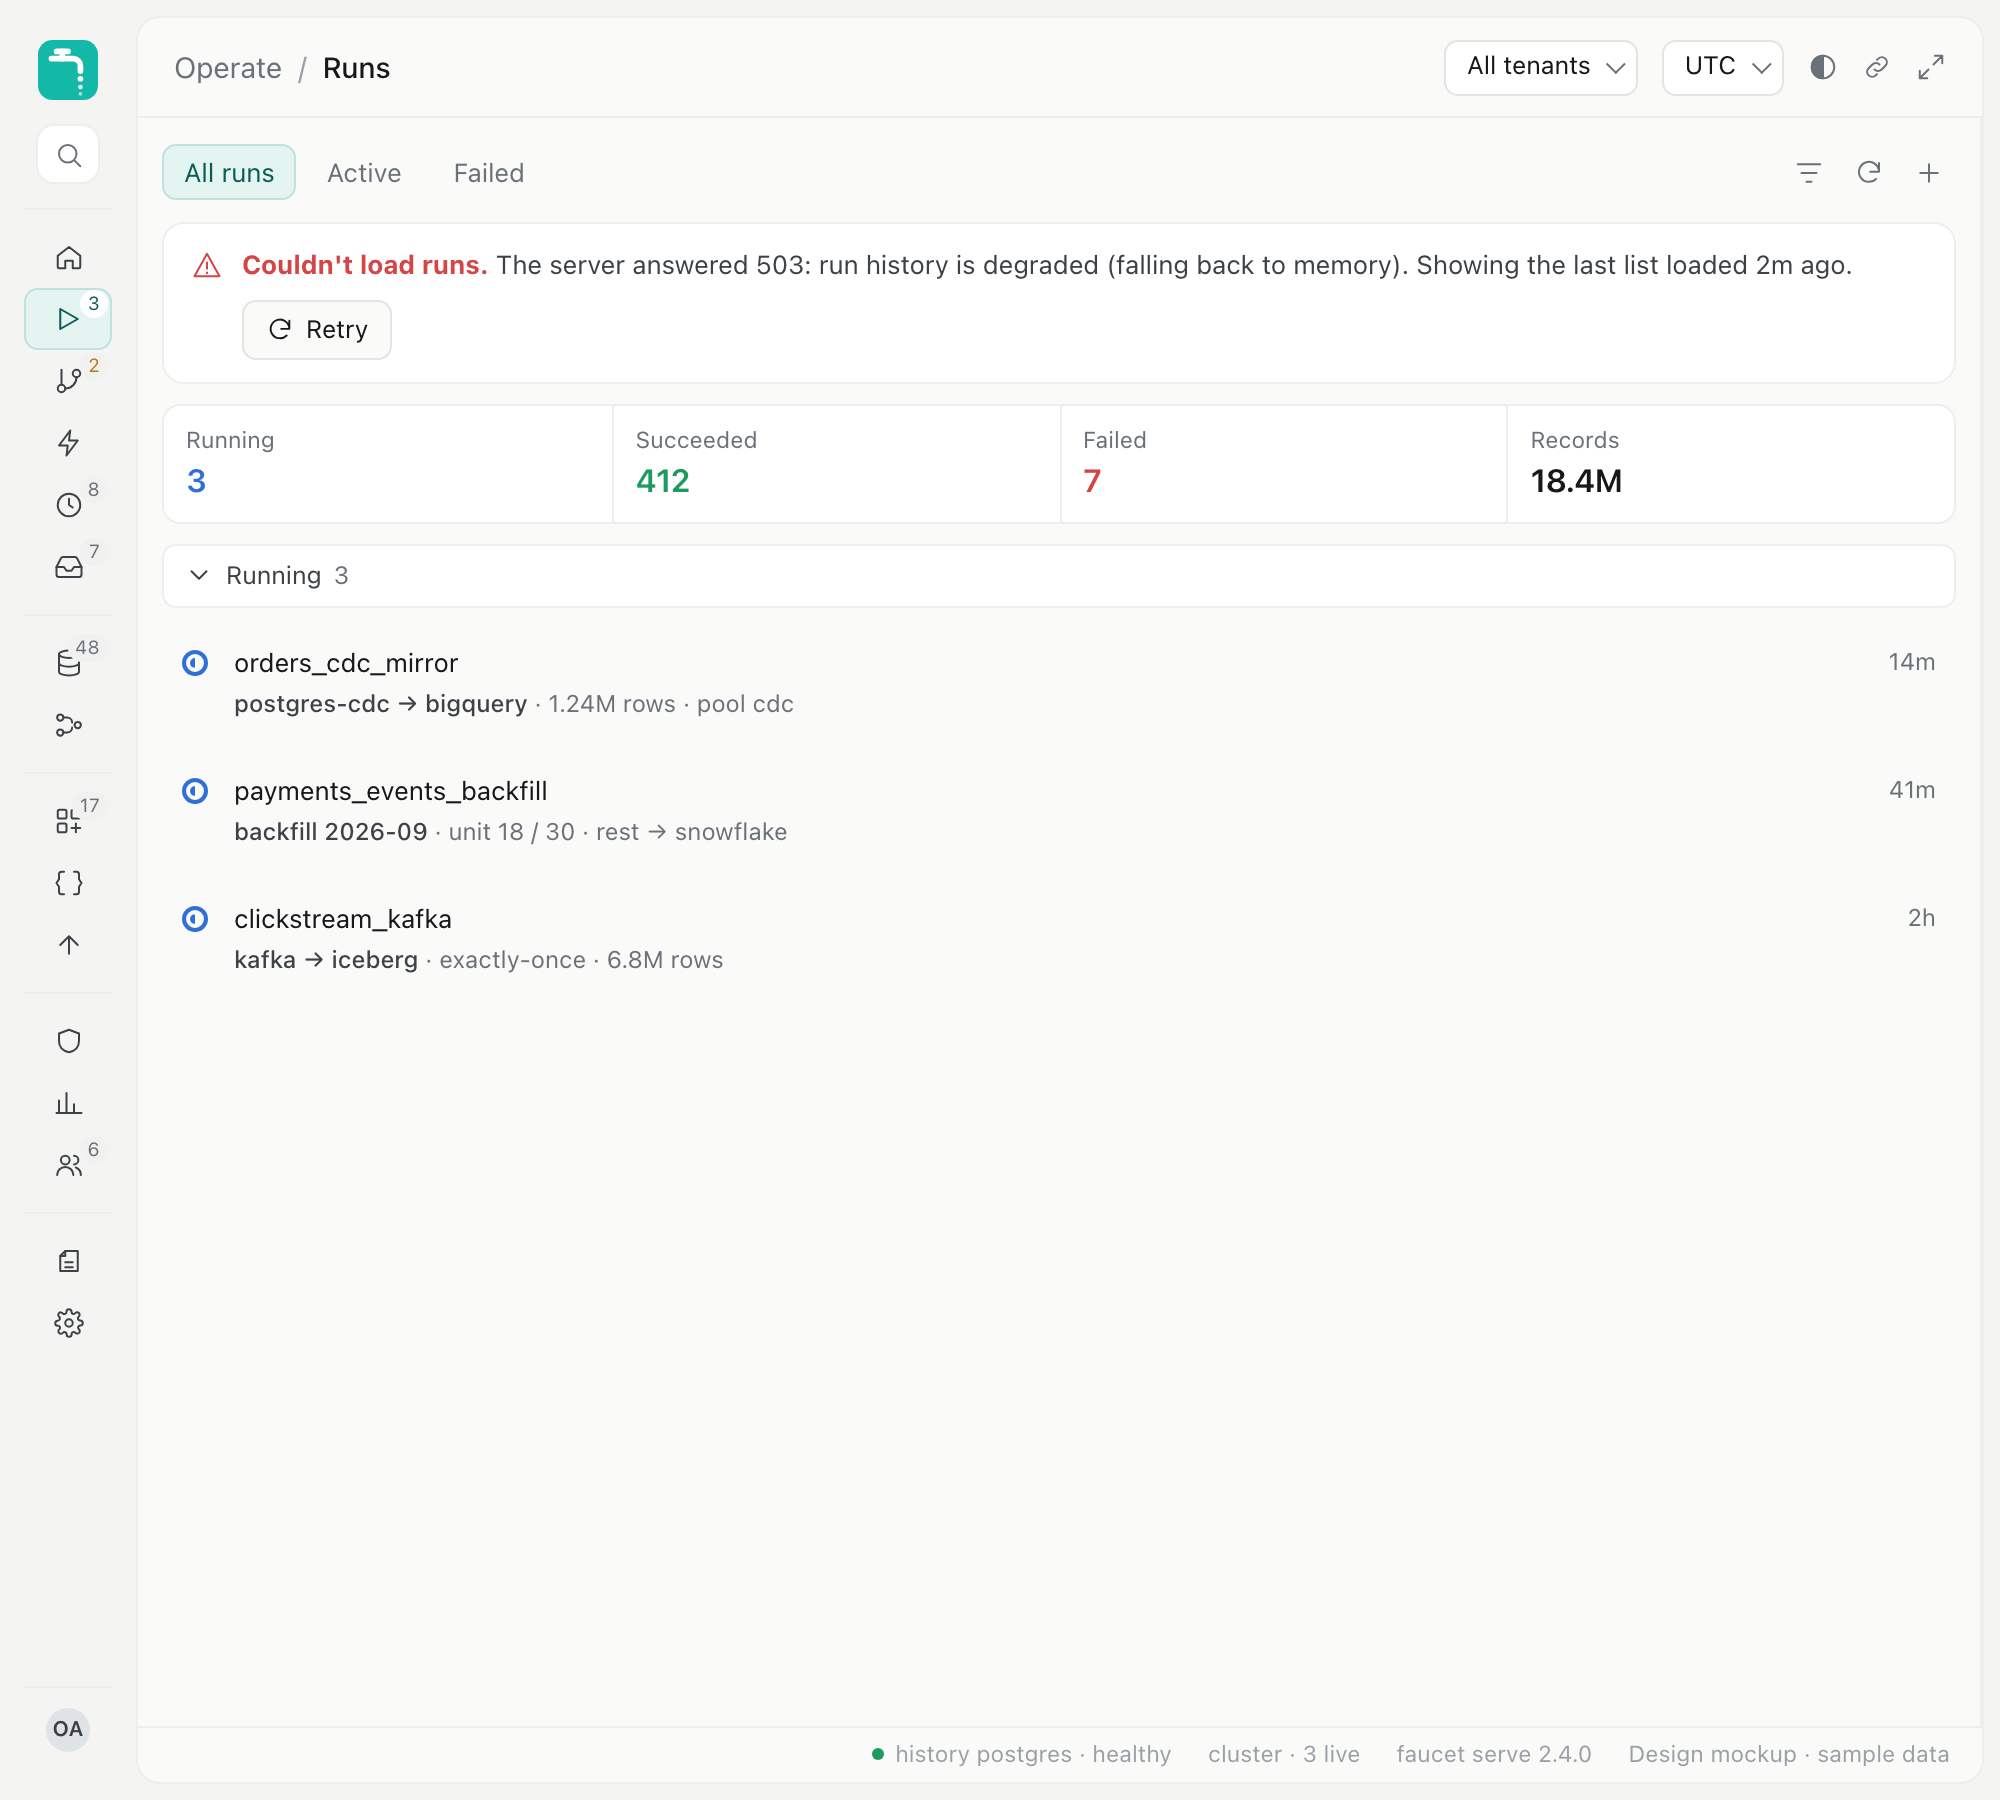 Operate / Runs
All tenants
UTC
All runs
Active
Failed
Couldn't load runs. The server answered 503: run history is degraded (falling back to memory). Showing the last list loaded 2m ago.
Retry
Running
3
Succeeded
412
Failed
7
Records
18.4M
Running 3
orders_cdc_mirror
14m
postgres-cdc → bigquery · 1.24M rows · pool cdc
payments_events_backfill
41m
backfill 2026-09 · unit 18 / 30 · rest → snowflake
clickstream_kafka
2h
kafka → iceberg · exactly-once · 6.8M rows
3
2
8
7
48
17
6
OA
history postgres · healthy
cluster · 3 live
faucet serve 2.4.0
Design mockup · sample data